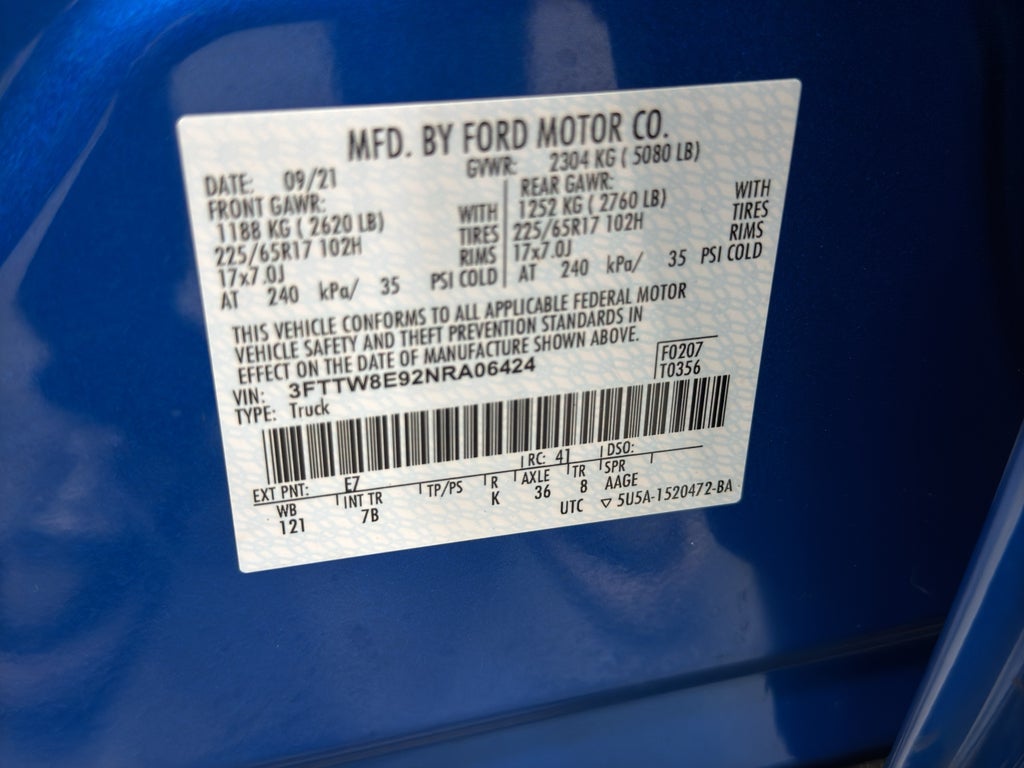 MFD. BY FORD MOTOR CO.
DATE: 09/21 GVWR: 2304 KG ( 5080 LB)
FRONT GAWR: REAR GAWR:
1188 KG ( 2620 LB) WITH 1252 KG ( 2760 LB) WITH
225/65R17 102H TIRES 225/65R17 102H TIRES
17x7.0J RIMS 17x7.0J RIMS
AT 240 kPa/ 35 PSI COLD AT 240 kPa/ 35 PSI COLD
THIS VEHICLE CONFORMS TO ALL APPLICABLE FEDERAL MOTOR
VEHICLE SAFETY AND THEFT PREVENTION STANDARDS IN
EFFECT ON THE DATE OF MANUFACTURE SHOWN ABOVE.
VIN: 3FTTW8E92NRA06424 F0207
TYPE: Truck T0356
EXT PNT: E7 RC: 41 DSO:
WB INT TR TP/PS R AXLE TR SPR
121 7B K 36 8 AAGE
UTC ▽ 5U5A-1520472-BA